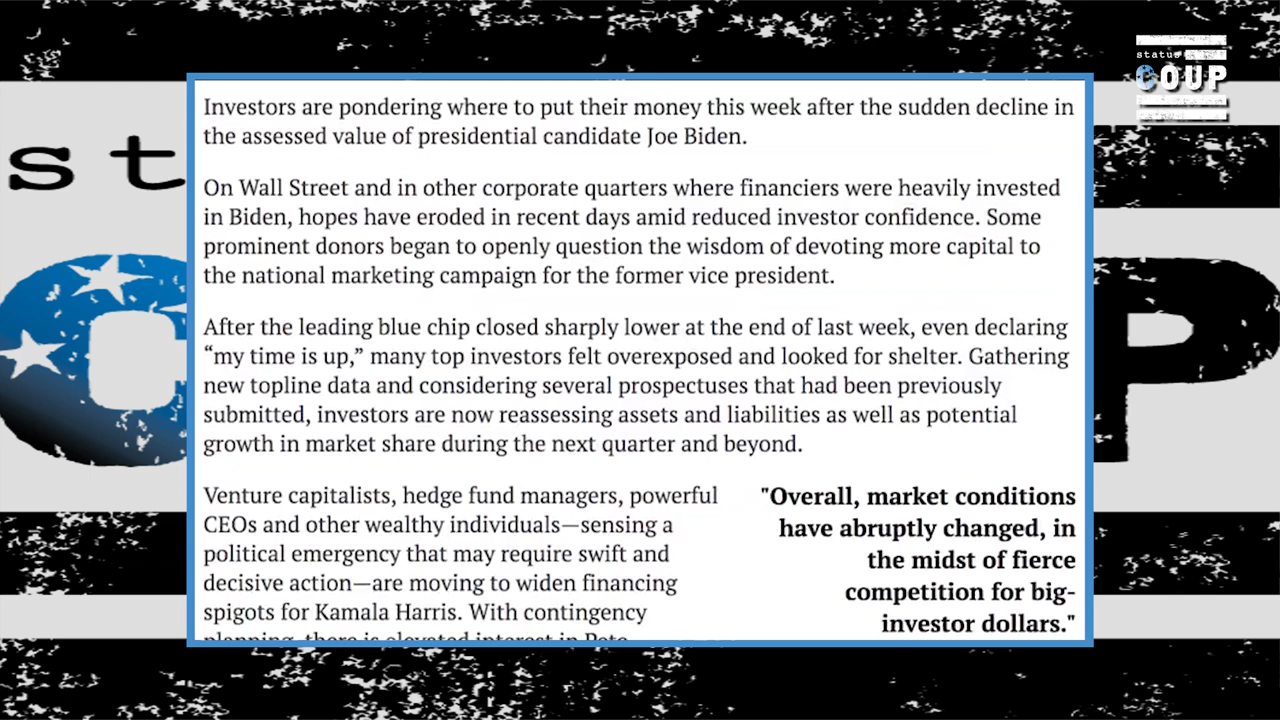 status
COUP
st
C
P
Investors are pondering where to put their money this week after the sudden decline in
the assessed value of presidential candidate Joe Biden.
On Wall Street and in other corporate quarters where financiers were heavily invested
in Biden, hopes have eroded in recent days amid reduced investor confidence. Some
prominent donors began to openly question the wisdom of devoting more capital to
the national marketing campaign for the former vice president.
After the leading blue chip closed sharply lower at the end of last week, even declaring
“my time is up,” many top investors felt overexposed and looked for shelter. Gathering
new topline data and considering several prospectuses that had been previously
submitted, investors are now reassessing assets and liabilities as well as potential
growth in market share during the next quarter and beyond.
Venture capitalists, hedge fund managers, powerful
CEOs and other wealthy individuals—sensing a
political emergency that may require swift and
decisive action—are moving to widen financing
spigots for Kamala Harris. With contingency
planning, there is elevated interest in Pete
"Overall, market conditions
have abruptly changed, in
the midst of fierce
competition for big-
investor dollars."